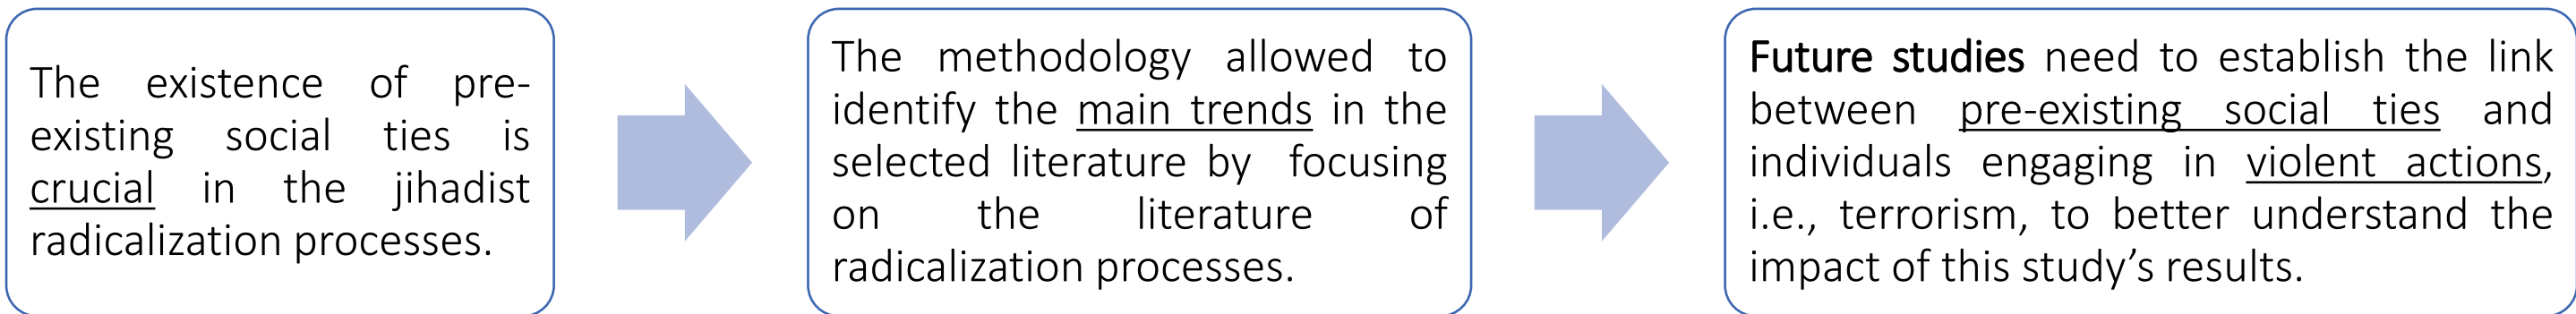 The existence of pre-
existing social ties is
crucial in the jihadist
radicalization processes.
The methodology allowed to
identify the main trends in the
selected literature by focusing
on the literature of
radicalization processes.
Future studies need to establish the link
between pre-existing social ties and
individuals engaging in violent actions,
i.e., terrorism, to better understand the
impact of this study’s results.